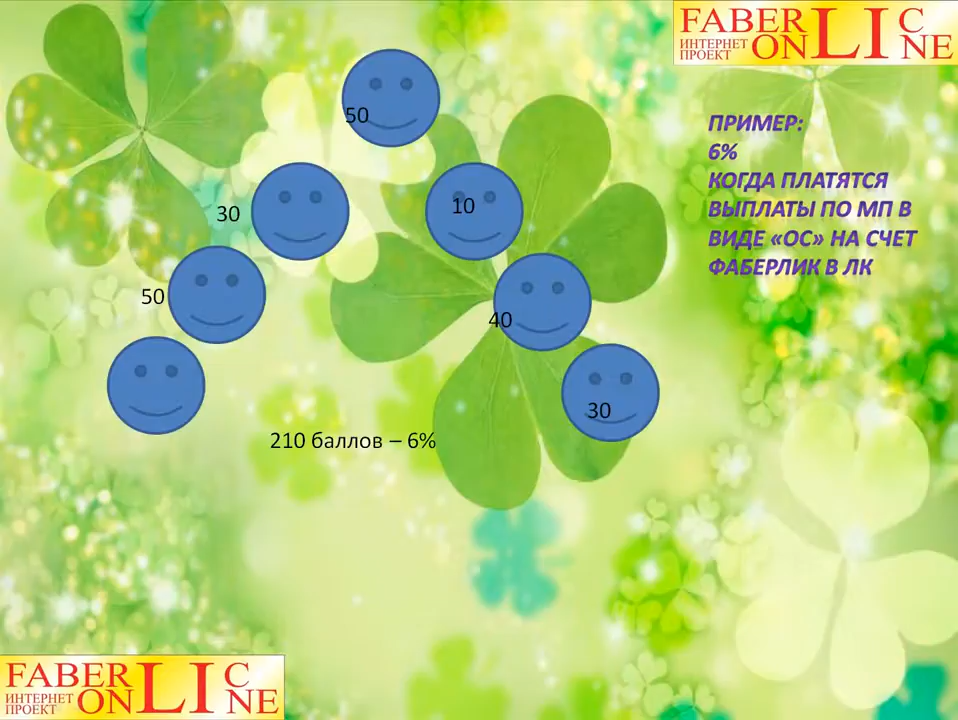 FABERLIC
ИНТЕРНЕТ ПРОЕКТ ONLINE
50
ПРИМЕР:
6%
КОГДА ПЛАТЯТСЯ
ВЫПЛАТЫ ПО МП В
ВИДЕ «ОС» НА СЧЕТ
ФАБЕРЛИК В ЛК
30
10
50
40
30
210 баллов – 6%
FABERLIC
ИНТЕРНЕТ ПРОЕКТ ONLINE